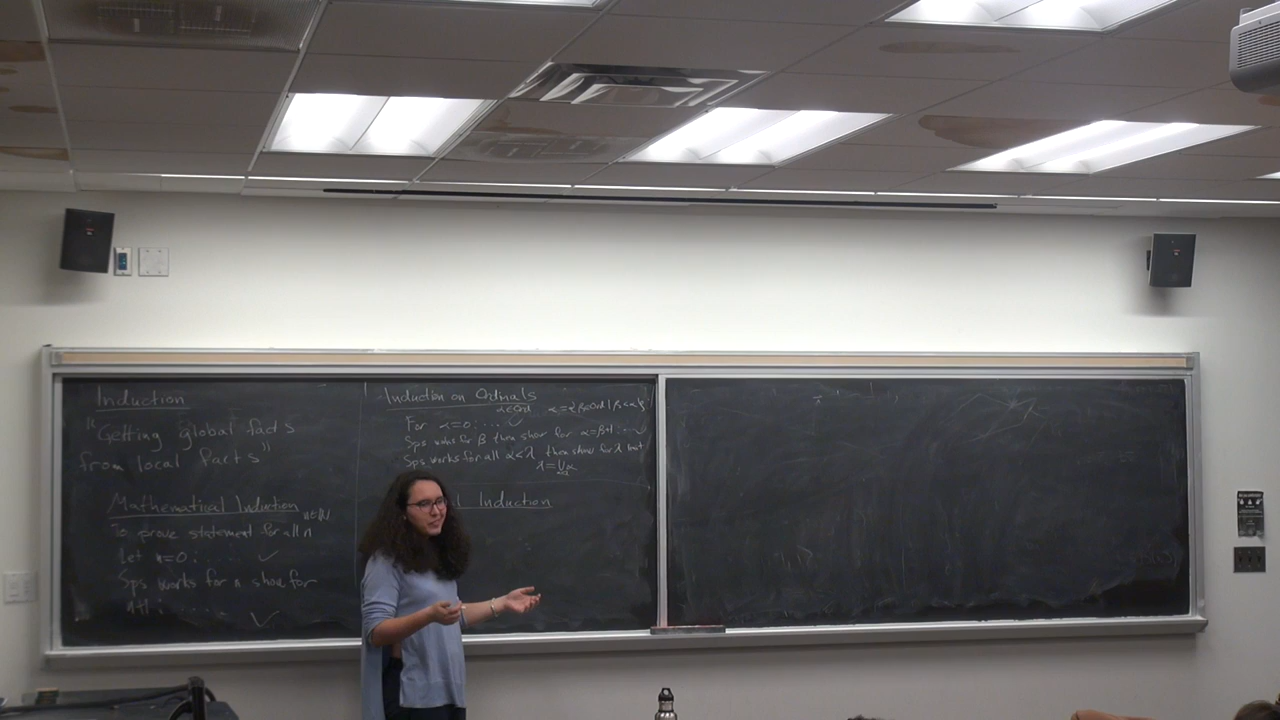 Induction
"Getting global facts
from local facts"
Mathematical Induction n∈ℕ
To prove statement for all n
Let n=0: ..... ✓
Sps works for n show for
n+1: ..... ✓
Induction on Ordinals
α∈Ord α={β∈Ord | β<α}
For α=0: .... ✓
Sps works for β then show for α=β+1: ... ✓
Sps works for all α<λ then show for λ limit
λ=⋃α
Induction